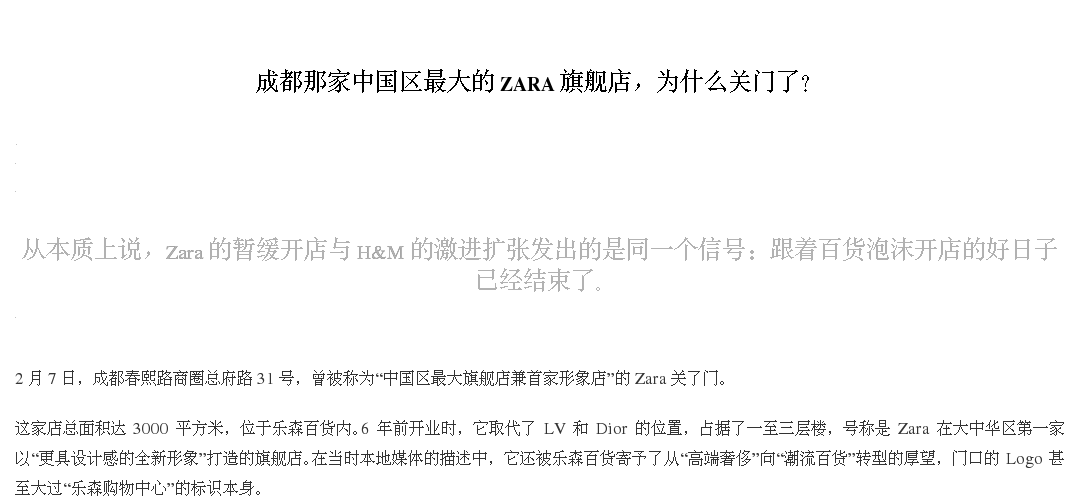 成都那家中国区最大的 ZARA 旗舰店，为什么关门了?
从本质上说，Zara 的暂缓开店与 H&M 的激进扩张发出的是同一个信号：跟着百货泡沫开店的好日子
已经结束了。
2 月 7 日，成都春熙路商圈总府路 31 号，曾被称为“中国区最大旗舰店兼首家形象店”的 Zara 关了门。
这家店总面积达 3000 平方米，位于乐森百货内。6 年前开业时，它取代了 LV 和 Dior 的位置，占据了一至三层楼，号称是 Zara 在大中华区第一家
以“更具设计感的全新形象”打造的旗舰店。在当时本地媒体的描述中，它还被乐森百货寄予了从“高端奢侈”向“潮流百货”转型的厚望，门口的 Logo 甚
至大过“乐森购物中心”的标识本身。